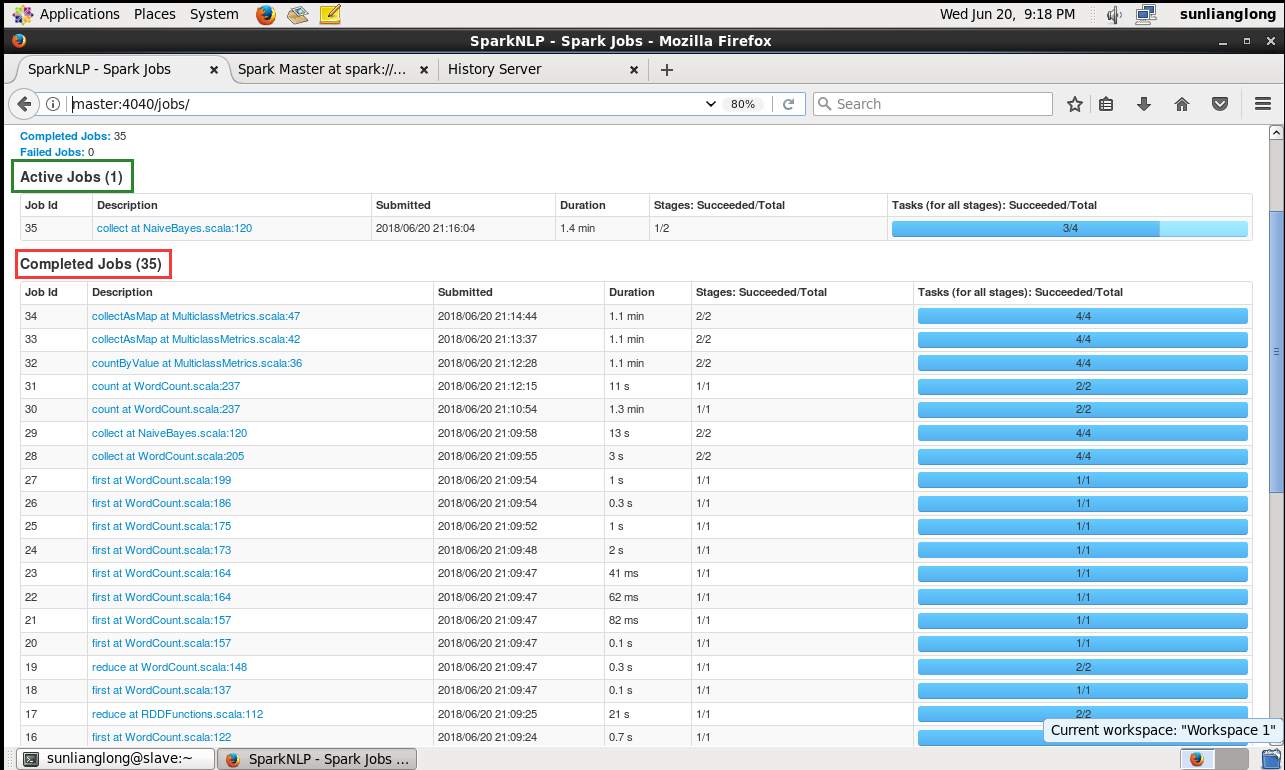 Applications Places System Wed Jun 20, 9:18 PM sunlianglong
SparkNLP - Spark Jobs - Mozilla Firefox
SparkNLP - Spark Jobs Spark Master at spark://... History Server
master:4040/jobs/ 80% Search
Completed Jobs: 35
Failed Jobs: 0
Active Jobs (1)
Job Id Description Submitted Duration Stages: Succeeded/Total Tasks (for all stages): Succeeded/Total
35 collect at NaiveBayes.scala:120 2018/06/20 21:16:04 1.4 min 1/2 3/4
Completed Jobs (35)
Job Id Description Submitted Duration Stages: Succeeded/Total Tasks (for all stages): Succeeded/Total
34 collectAsMap at MulticlassMetrics.scala:47 2018/06/20 21:14:44 1.1 min 2/2 4/4
33 collectAsMap at MulticlassMetrics.scala:42 2018/06/20 21:13:37 1.1 min 2/2 4/4
32 countByValue at MulticlassMetrics.scala:36 2018/06/20 21:12:28 1.1 min 2/2 4/4
31 count at WordCount.scala:237 2018/06/20 21:12:15 11 s 1/1 2/2
30 count at WordCount.scala:237 2018/06/20 21:10:54 1.3 min 1/1 2/2
29 collect at NaiveBayes.scala:120 2018/06/20 21:09:58 13 s 2/2 4/4
28 collect at WordCount.scala:205 2018/06/20 21:09:55 3 s 2/2 4/4
27 first at WordCount.scala:199 2018/06/20 21:09:54 1 s 1/1 1/1
26 first at WordCount.scala:186 2018/06/20 21:09:54 0.3 s 1/1 1/1
25 first at WordCount.scala:175 2018/06/20 21:09:52 1 s 1/1 1/1
24 first at WordCount.scala:173 2018/06/20 21:09:48 2 s 1/1 1/1
23 first at WordCount.scala:164 2018/06/20 21:09:47 41 ms 1/1 1/1
22 first at WordCount.scala:164 2018/06/20 21:09:47 62 ms 1/1 1/1
21 first at WordCount.scala:157 2018/06/20 21:09:47 82 ms 1/1 1/1
20 first at WordCount.scala:157 2018/06/20 21:09:47 0.1 s 1/1 1/1
19 reduce at WordCount.scala:148 2018/06/20 21:09:47 0.3 s 1/1 2/2
18 first at WordCount.scala:137 2018/06/20 21:09:47 0.1 s 1/1 1/1
17 reduce at RDDFunctions.scala:112 2018/06/20 21:09:25 21 s 1/1 2/2
16 first at WordCount.scala:122 2018/06/20 21:09:24 0.7 s 1/1
Current workspace: "Workspace 1"
sunlianglong@slave:~ SparkNLP - Spark Jobs ...